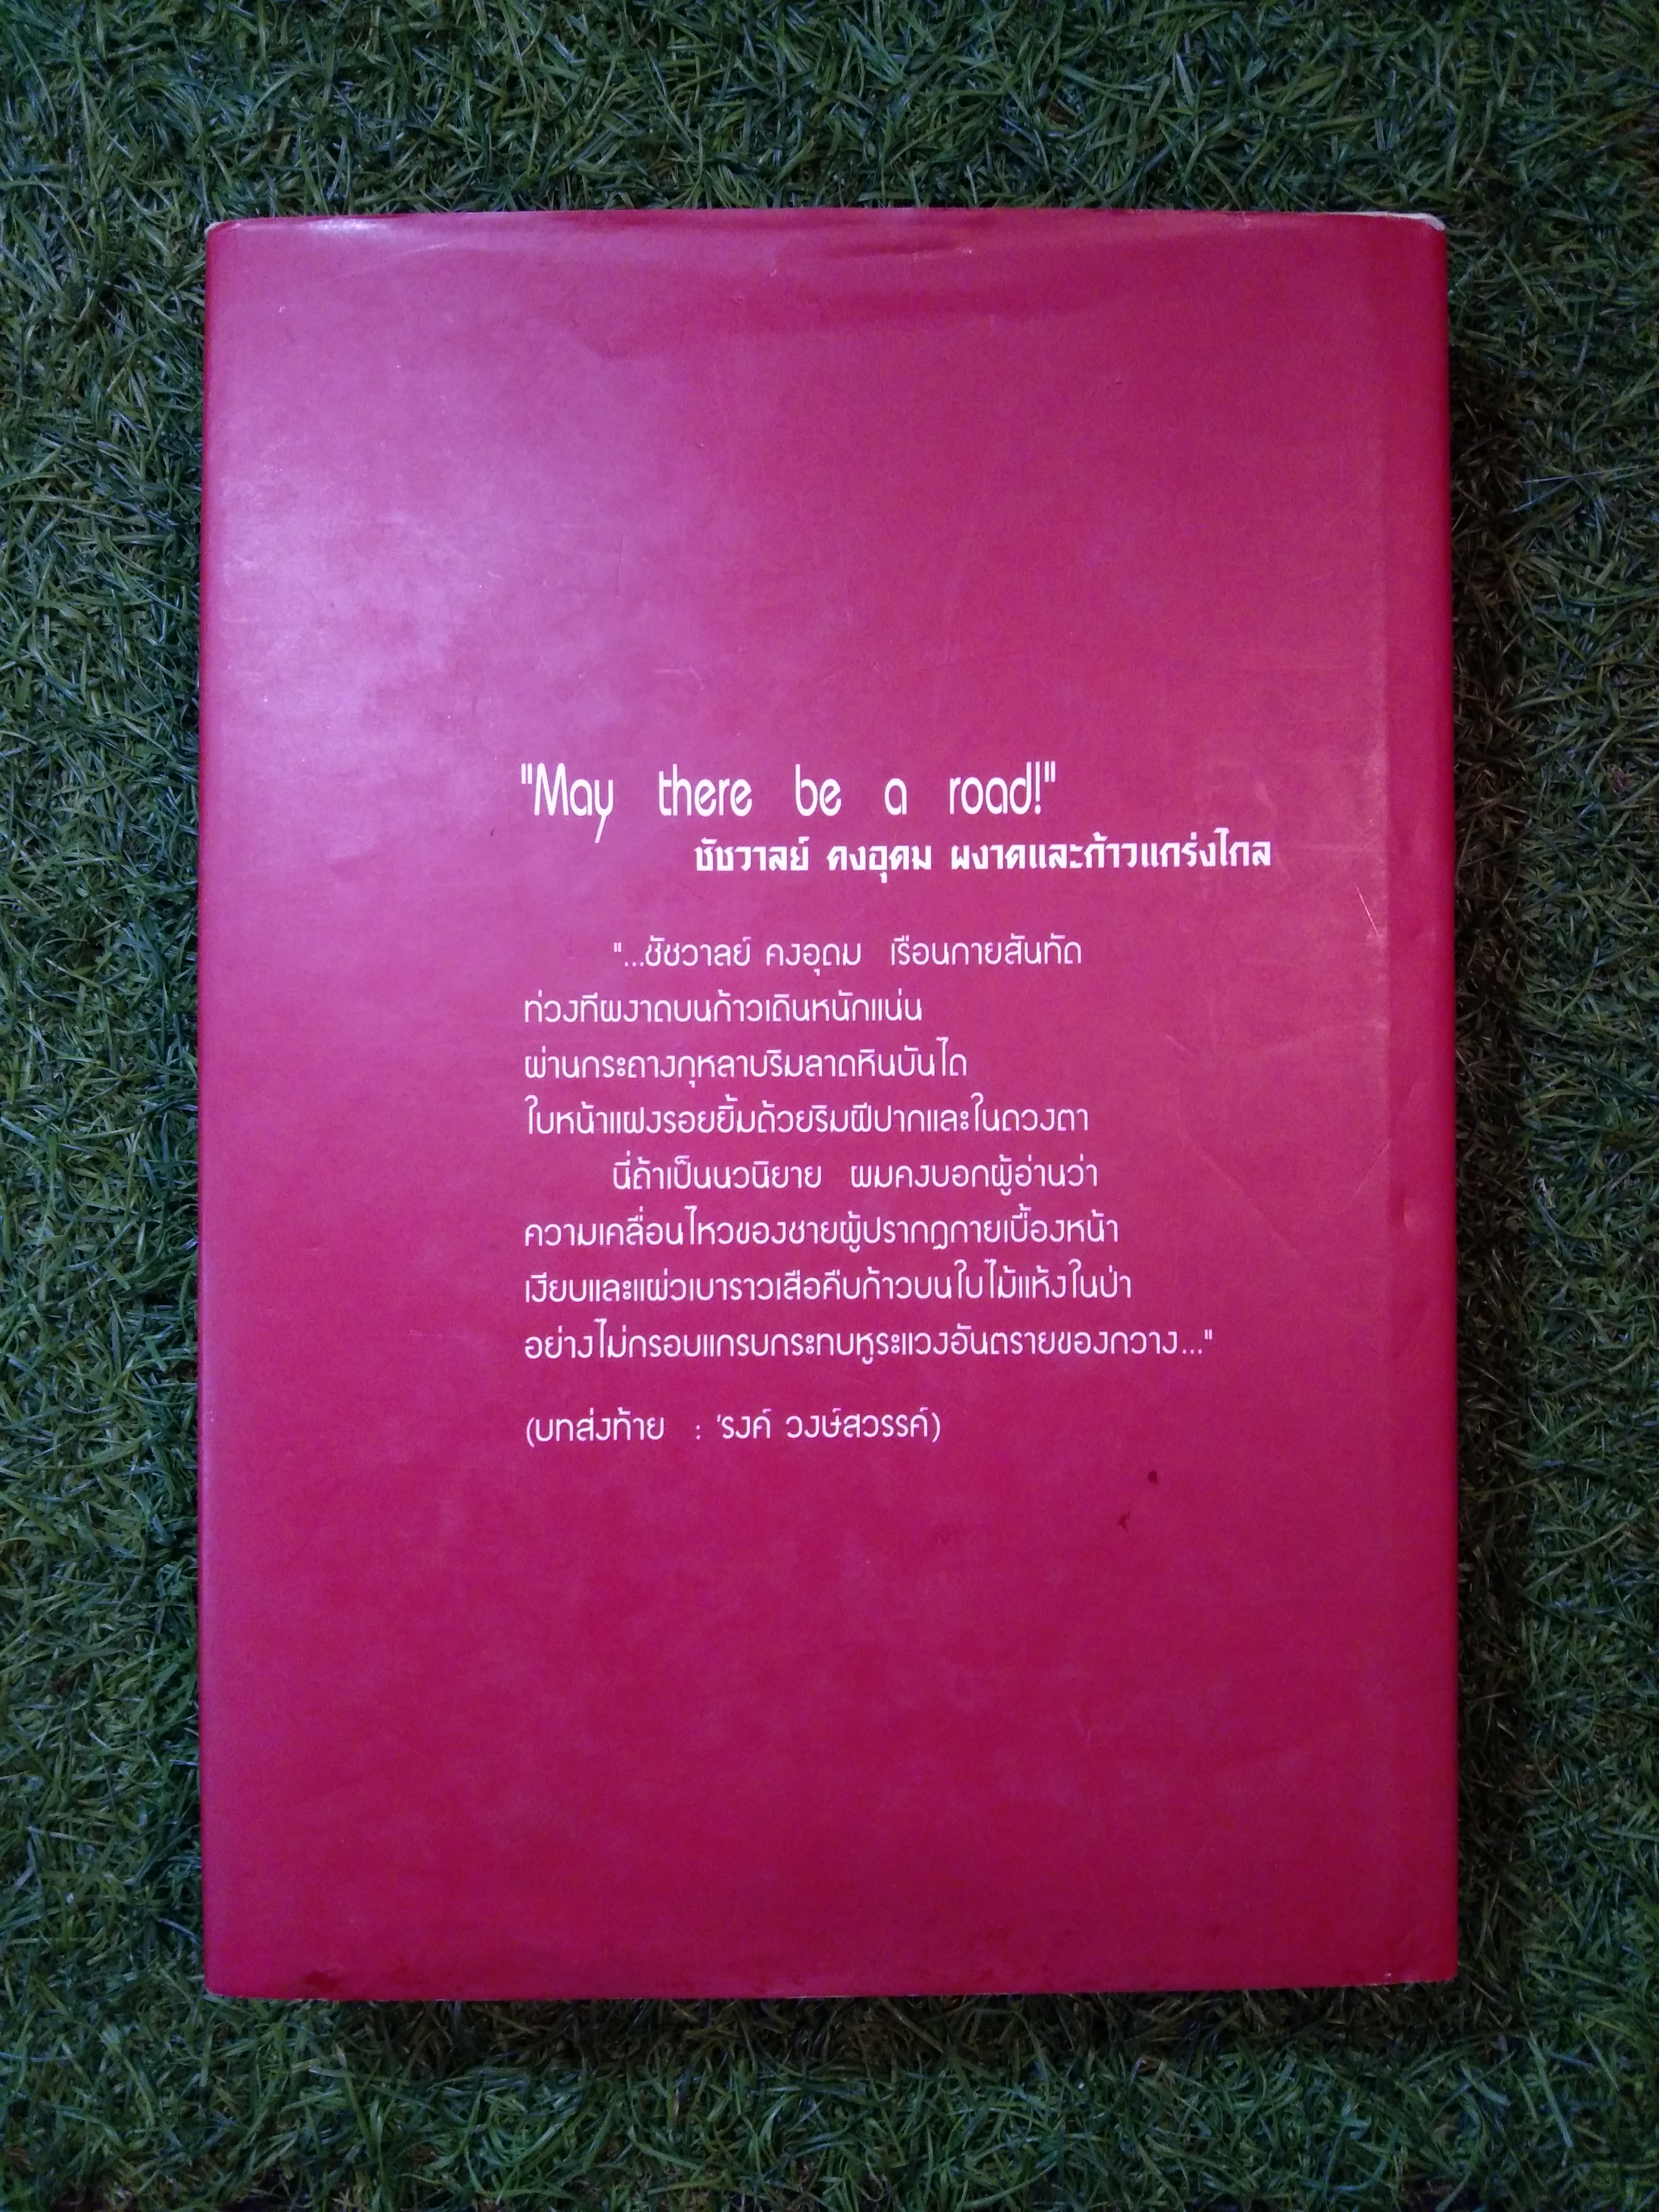 "May there be a road!"
ชัชวาลย์ คงอุดม ผงาดและก้าวแกร่งไกล
"...ชัชวาลย์ คงอุดม เรือนกายสันทัด
ท่วงทีผงาดบนก้าวเดินหนักแน่น
ผ่านกระถางกุหลาบริมลาดหินบันได
ใบหน้าแฝงรอยยิ้มด้วยริมฝีปากและในดวงตา
นี่ถ้าเป็นนวนิยาย ผมคงบอกผู้อ่านว่า
ความเคลื่อนไหวของชายผู้ปรากฏกายเบื้องหน้า
เงียบและแผ่วเบาราวเสือคืบก้าวบนใบไม้แห้งในป่า
อย่างไม่กรอบแกรบกระทบหูระแวงอันตรายของกวาง..."
(บทส่งท้าย : 'รงค์ วงษ์สวรรค์)